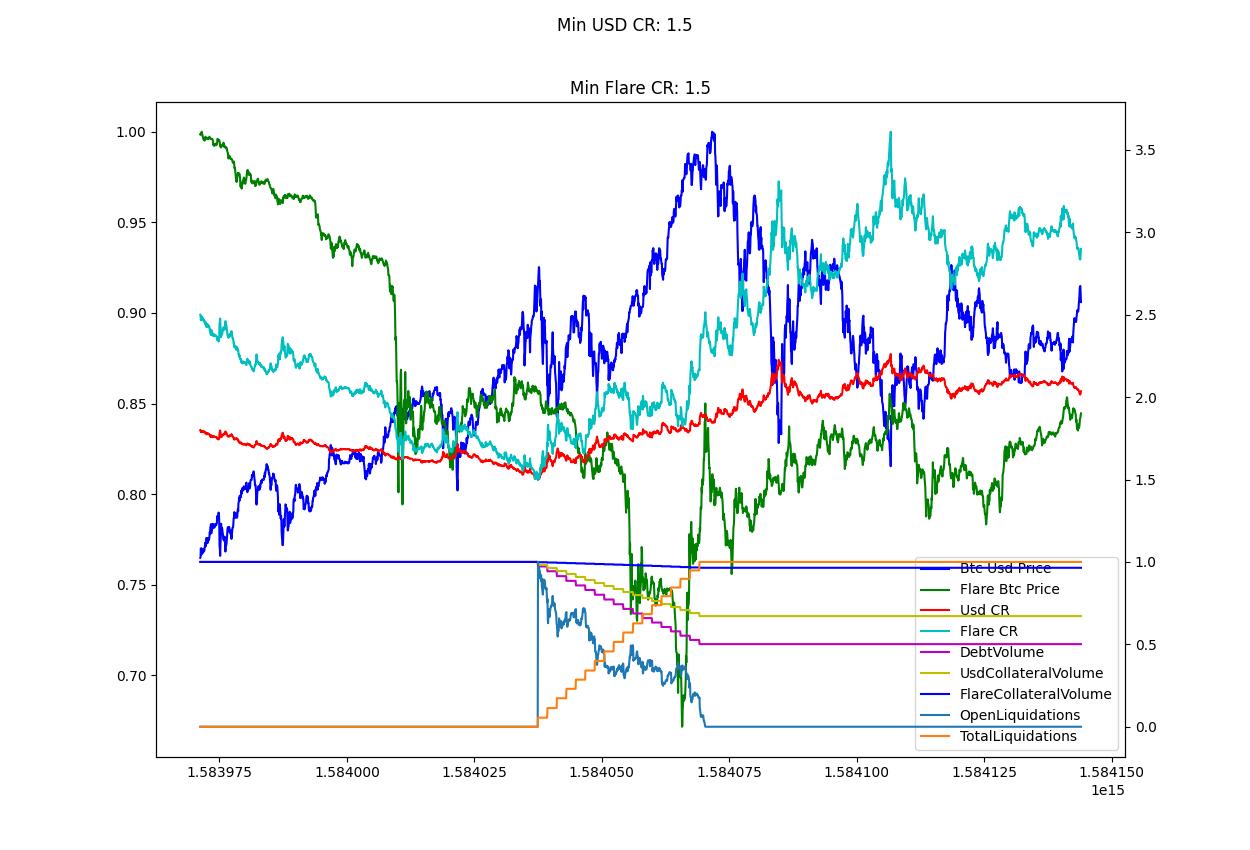 Min USD CR: 1.5
Min Flare CR: 1.5
1.00
0.95
0.90
0.85
0.80
0.75
0.70
3.5
3.0
2.5
2.0
1.5
1.0
0.5
0.0
Btc Usd Price
Flare Btc Price
Usd CR
Flare CR
DebtVolume
UsdCollateralVolume
FlareCollateralVolume
OpenLiquidations
TotalLiquidations
1.583975 1.584000 1.584025 1.584050 1.584075 1.584100 1.584125 1.584150
1e15